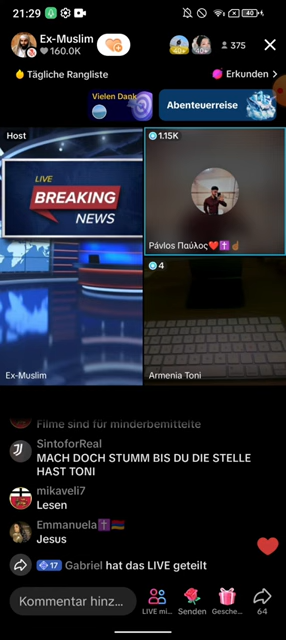 21:29
40
Ex-Muslim
160.0K
40+
40+
375
Tägliche Rangliste
Erkunden >
Vielen Dank
Abenteuerreise
Host
1.15K
LIVE
BREAKING
NEWS
Pávlos Παύλος❤️✝️☝🏽
4
Ex-Muslim
Armenia Toni
Filme sind für minderbemittelte
SintoforReal
MACH DOCH STUMM BIS DU DIE STELLE
HAST TONI
mikaveli7
Lesen
Emmanuela✝️🇦🇲
Jesus
17 Gabriel hat das LIVE geteilt
Kommentar hinz...
LIVE mi...
Senden
Gesche...
64